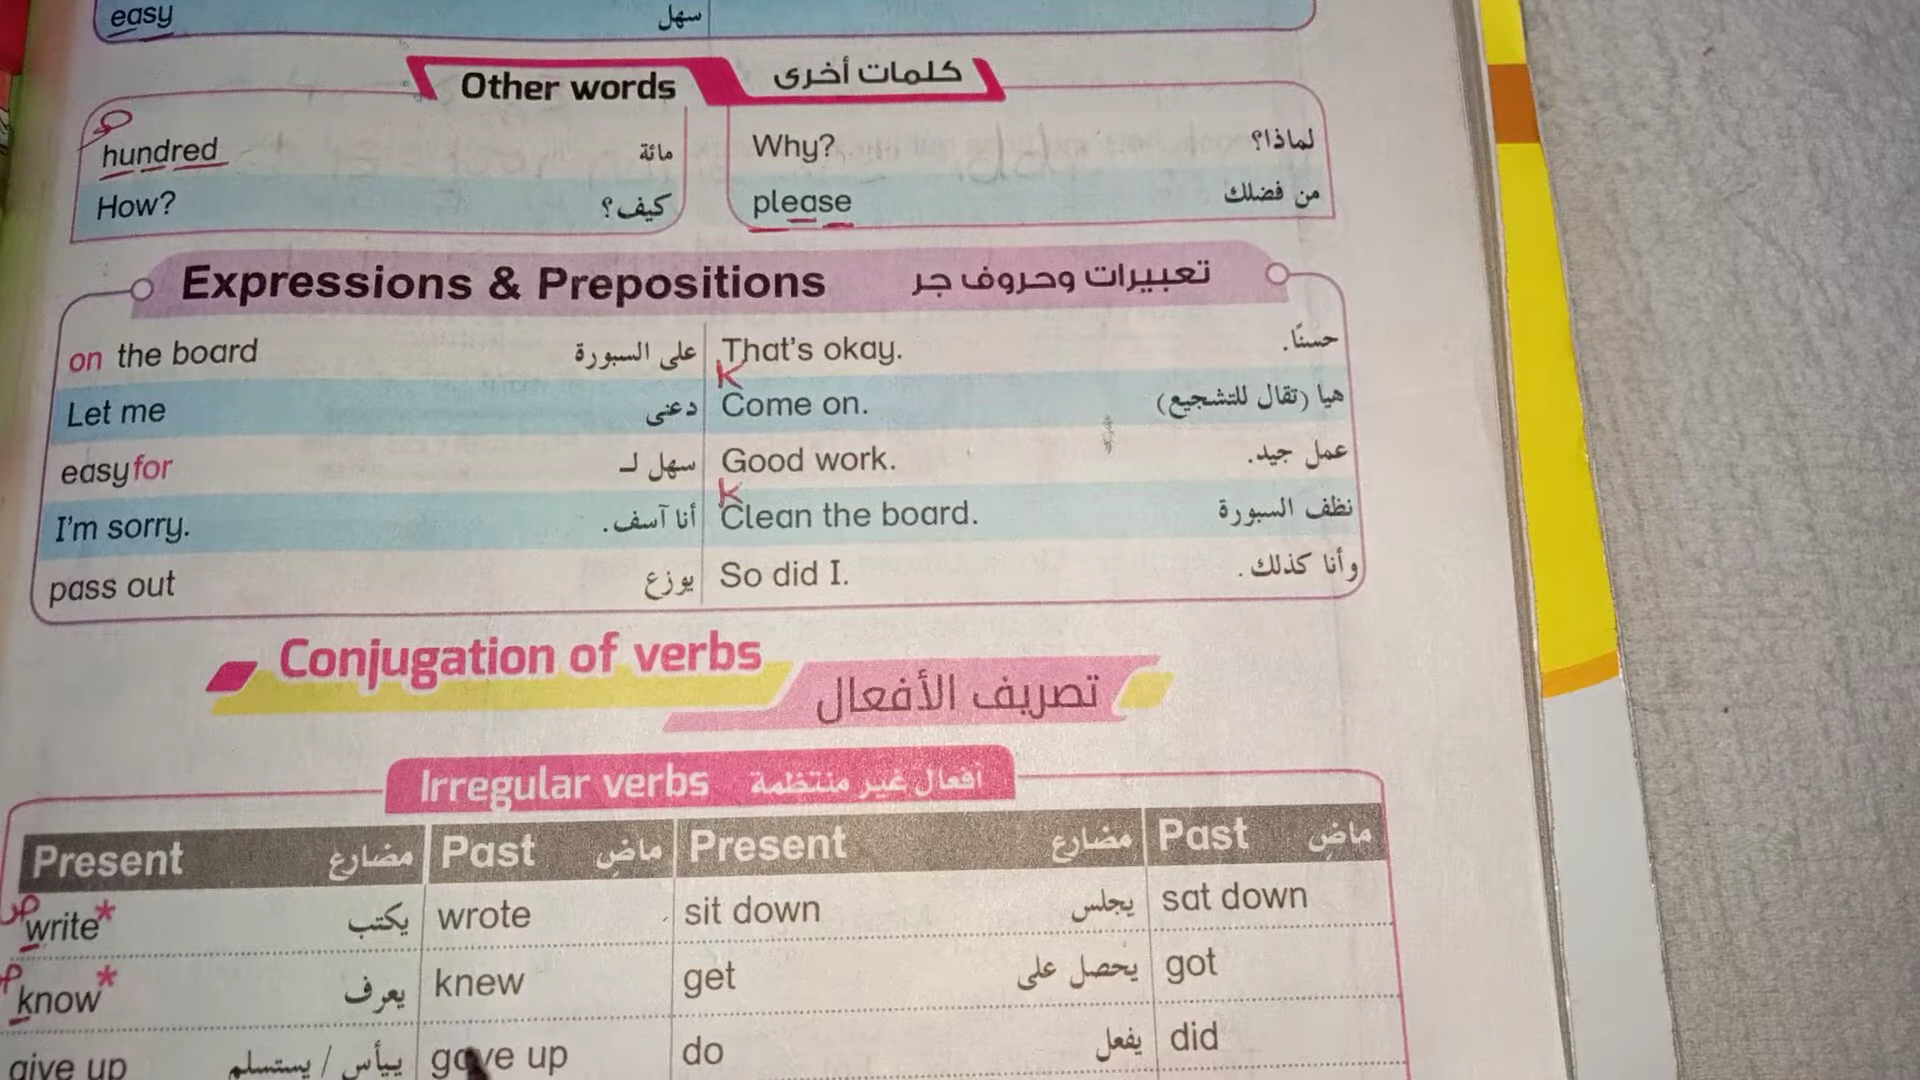 easy سهل
Other words كلمات أخرى
hundred مائة Why? لماذا؟
How? كيف؟ please من فضلك
Expressions & Prepositions تعبيرات وحروف جر
on the board على السبورة That's okay. حسنًا.
K
Let me دعنى Come on. هيا (تقال للتشجيع)
easy for سهل لـ Good work. عمل جيد.
K
I'm sorry. أنا آسف. Clean the board. نظف السبورة
pass out يوزع So did I. وأنا كذلك.
Conjugation of verbs تصريف الأفعال
Irregular verbs أفعال غير منتظمة
Present مضارع Past ماضٍ Present مضارع Past ماضٍ
write* يكتب wrote sit down يجلس sat down
know* يعرف knew get يحصل على got
give up ييأس / يستسلم gave up do يفعل did